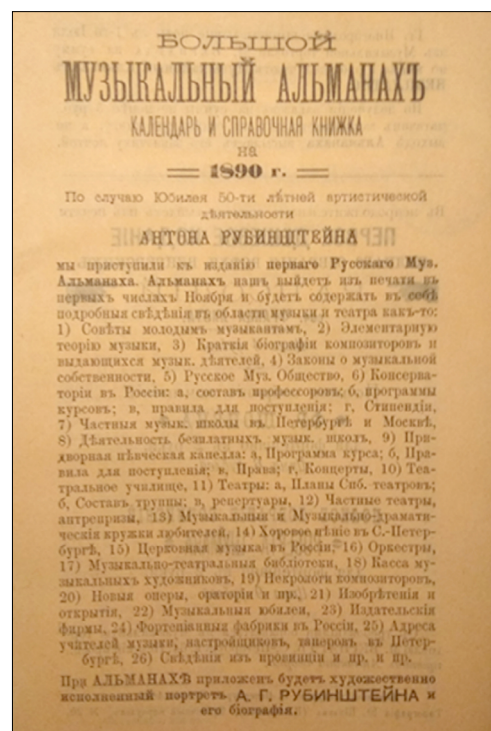 БОЛЬШОЙ
МУЗЫКАЛЬНЫЙ АЛЬМАНАХЪ
КАЛЕНДАРЬ И СПРАВОЧНАЯ КНИЖКА
на
1890 г.
По случаю Юбилея 50-ти лѣтней артистической
дѣятельности
АНТОНА РУБИНШТЕЙНА
мы приступили къ изданію перваго Русскаго Муз.
Альманаха. Альманахъ нашъ выйдетъ изъ печати въ
первыхъ числахъ Ноября и будетъ содержать въ себѣ
подробныя свѣдѣнія въ области музыки и театра какъ-то:
1) Совѣты молодымъ музыкантамъ, 2) Элементарную
теорію музыки, 3) Краткія біографіи композиторовъ и
выдающихся музык. дѣятелей, 4) Законы о музыкальной
собственности, 5) Русское Муз. Общество, 6) Консерва-
торіи въ Россіи: а, составъ профессоровъ; б, программы
курсовъ; в, правила для поступленія; г, Стипендіи,
7) Частныя музык. школы въ Петербургѣ и Москвѣ,
8) Дѣятельность безплатныхъ музык. школъ, 9) При-
дворная пѣвческая капелла: а, Программа курса; б, Пра-
вила для поступленія; в, Права; г, Концерты, 10) Теа-
тральное училище, 11) Театры: а, Планы Спб. театровъ;
б, Составъ труппы; в, репертуары, 12) Частные театры,
антрепризы, 13) Музыкальныя и Музыкально-драмати-
ческія кружки любителей, 14) Хоровое пѣніе въ С.-Петер-
бургѣ, 15) Церковная музыка въ Россіи, 16) Оркестры,
17) Музыкально-театральныя библіотеки, 18) Касса му-
зыкальныхъ художниковъ, 19) Некрологи композиторовъ,
20) Новыя оперы, ораторіи и пр., 21) Изобрѣтенія и
открытія, 22) Музыкальныя юбилеи, 23) Издательскія
фирмы, 24) Фортепіанныя фабрики въ Россіи, 25) Адреса
учителей музыки, настройщиковъ, таперовъ въ Петер-
бургѣ, 26) Свѣдѣнія изъ провинціи и пр. и пр.
При АЛЬМАНАХѢ приложенъ будетъ художественно
исполненный портретъ А. Г. РУБИНШТЕЙНА и
его біографія.